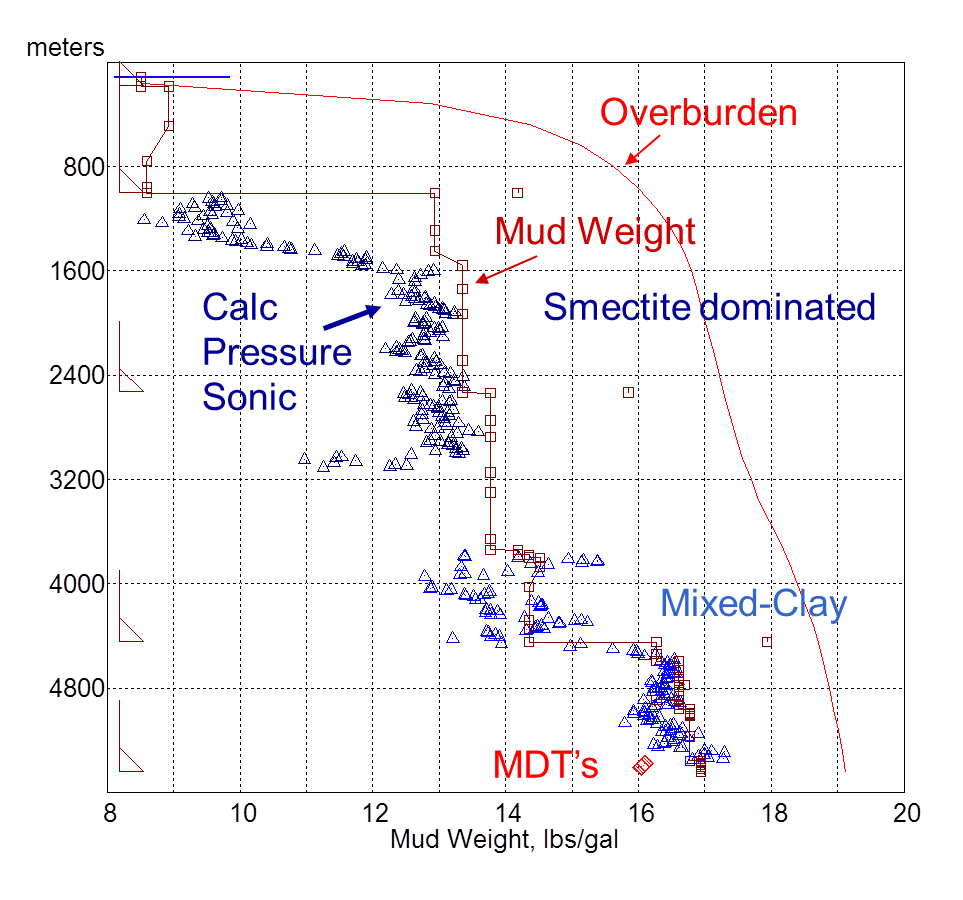 meters
Overburden
800
Mud Weight
1600
Calc
Pressure
Sonic
Smectite dominated
2400
3200
4000
Mixed-Clay
4800
MDT's
8 10 12 14 16 18 20
Mud Weight, lbs/gal